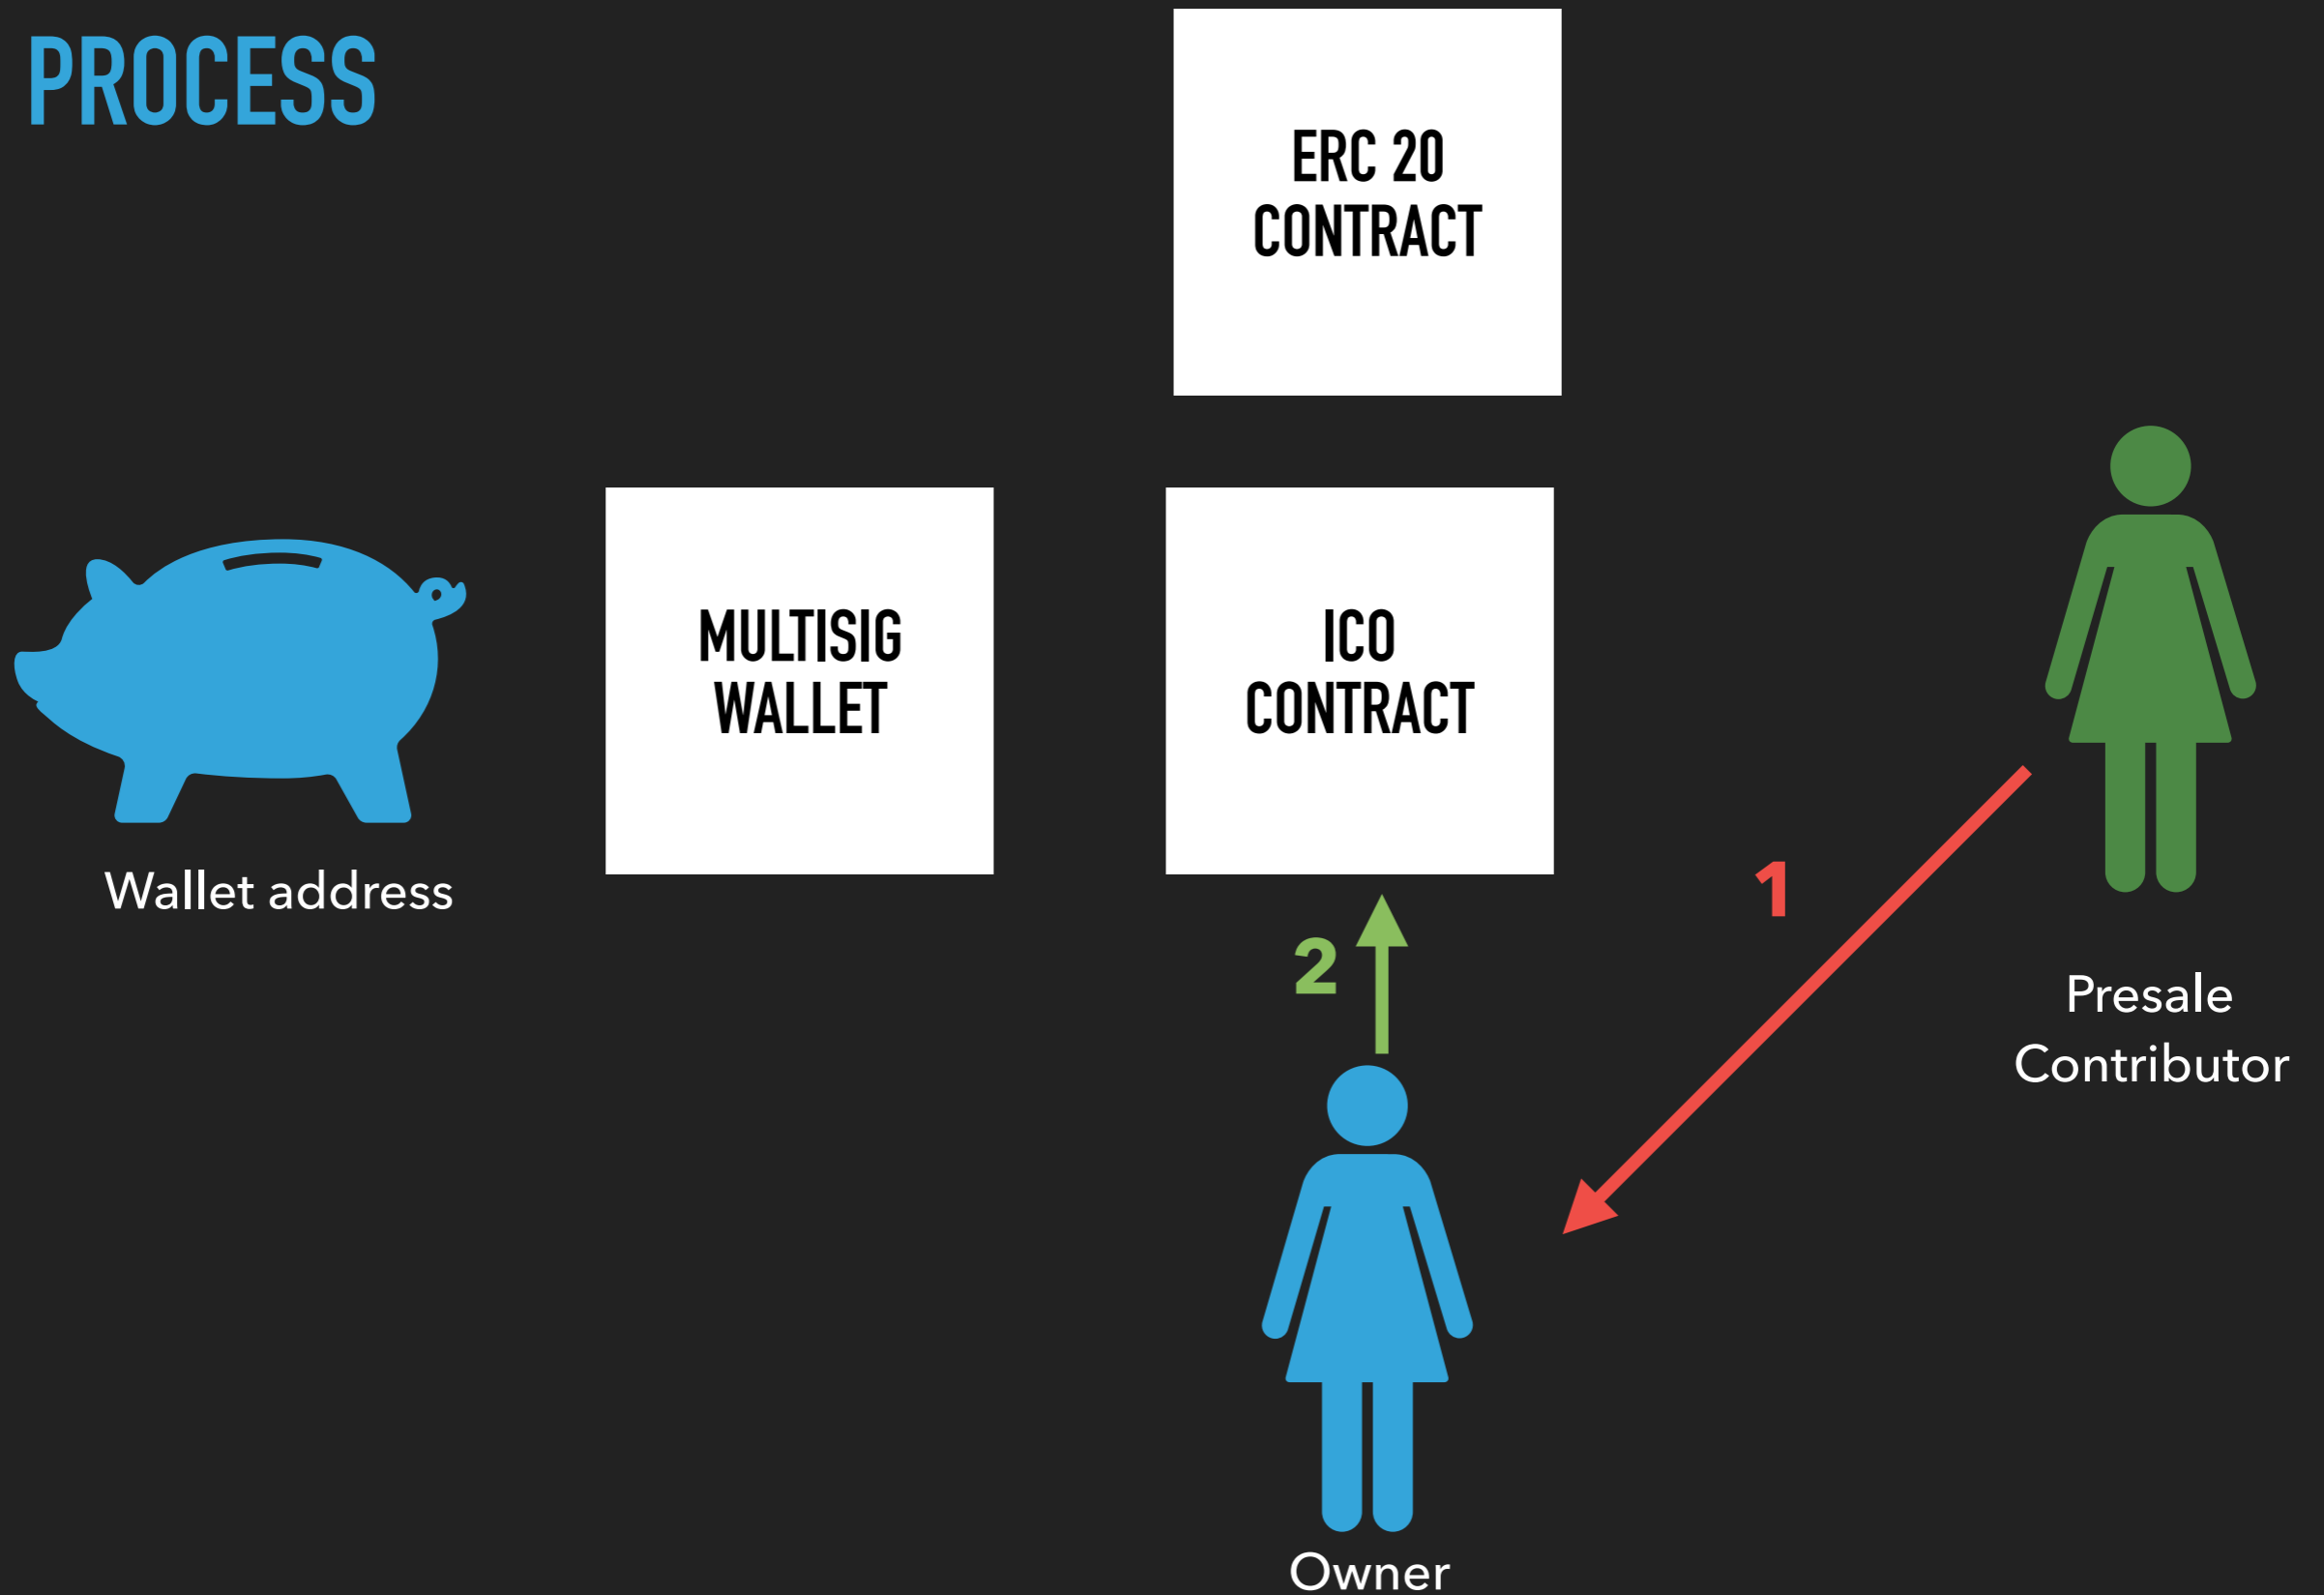 PROCESS
ERC 20
CONTRACT
MULTISIG
WALLET
ICO
CONTRACT
Wallet address
1
2
Presale
Contributor
Owner